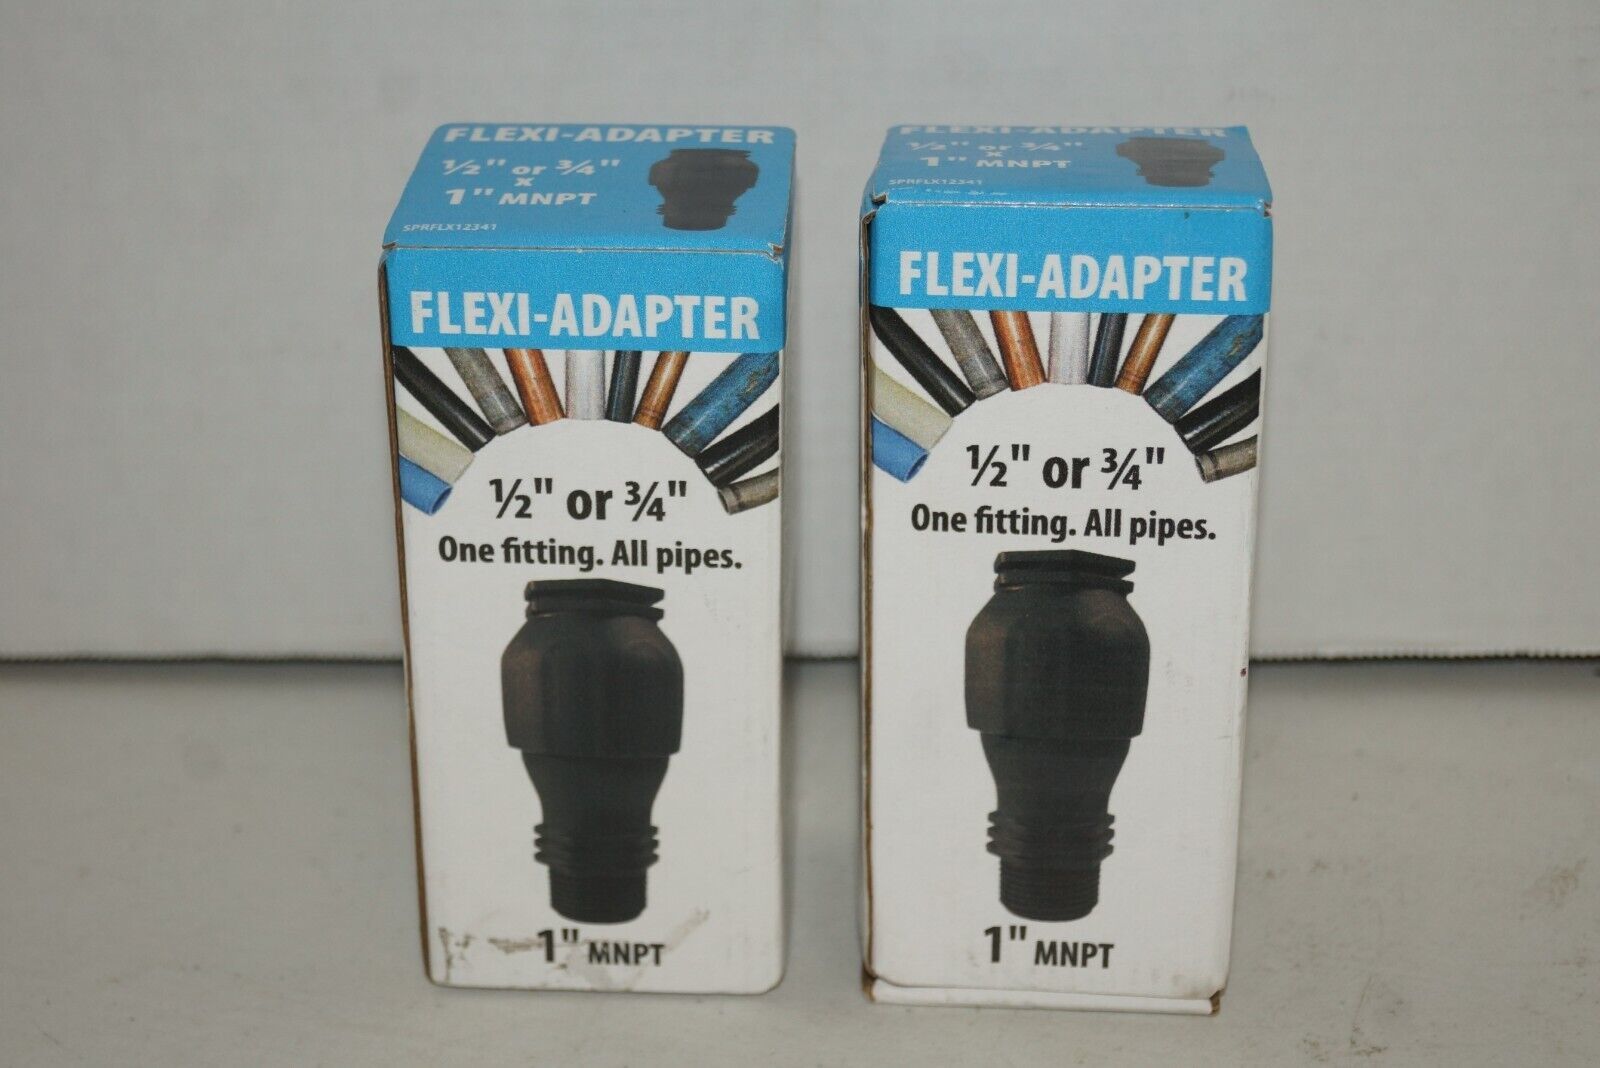 FLEXI-ADAPTER
½" or ¾"
x
1" MNPT
SPRFLX12341
FLEXI-ADAPTER
½" or ¾"
One fitting. All pipes.
1" MNPT
FLEXI-ADAPTER
½" or ¾"
x
1" MNPT
SPRFLX12341
FLEXI-ADAPTER
½" or ¾"
One fitting. All pipes.
1" MNPT